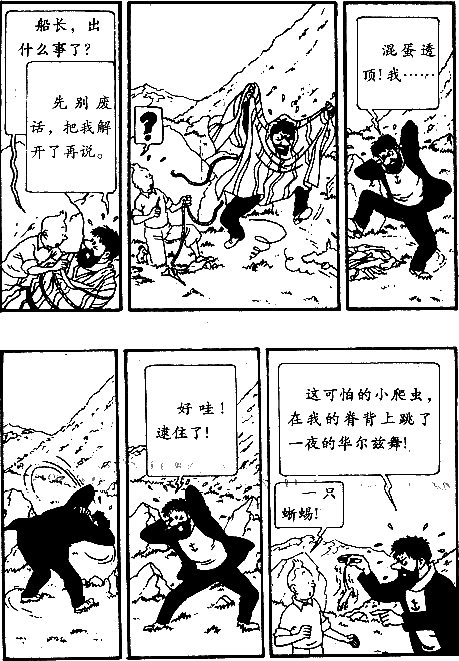 船长，出
什么事了？
先别废
话，把我解
开了再说。
?
混蛋透
顶！我……
好哇！
逮住了！
这可怕的小爬虫，
在我的脊背上跳了
一夜的华尔兹舞！
一只
蜥蜴！